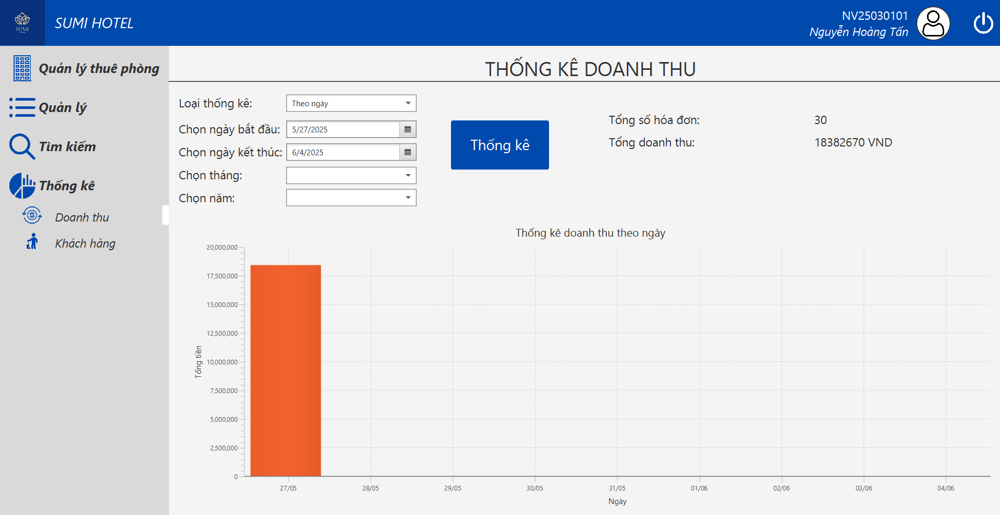 SUMI
SUMI HOTEL
NV25030101
Nguyễn Hoàng Tấn
Quản lý thuê phòng
Quản lý
Tìm kiếm
Thống kê
Doanh thu
Khách hàng
THỐNG KÊ DOANH THU
Loại thống kê: Theo ngày
Chọn ngày bắt đầu: 5/27/2025
Chọn ngày kết thúc: 6/4/2025
Chọn tháng:
Chọn năm:
Thống kê
Tổng số hóa đơn: 30
Tổng doanh thu: 18382670 VND
Thống kê doanh thu theo ngày
Tổng tiền
20,000,000
17,500,000
15,000,000
12,500,000
10,000,000
7,500,000
5,000,000
2,500,000
0
27/05 28/05 29/05 30/05 31/05 01/06 02/06 03/06 04/06
Ngày